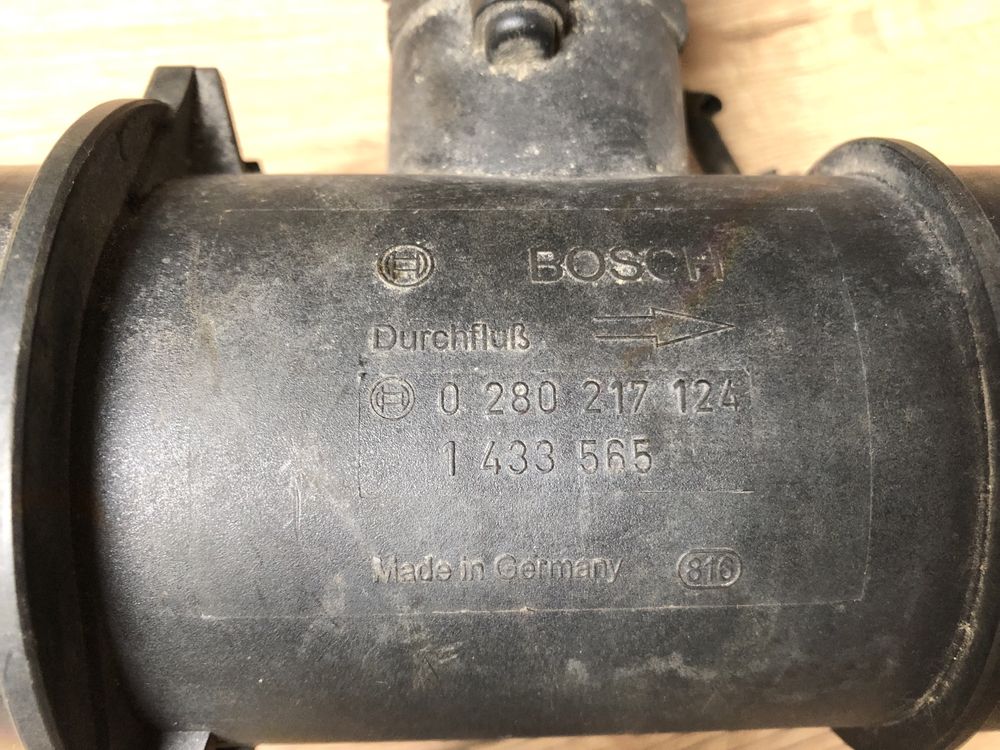 BOSCH
Durchfluß
0 280 217 124
1 433 565
Made in Germany 816